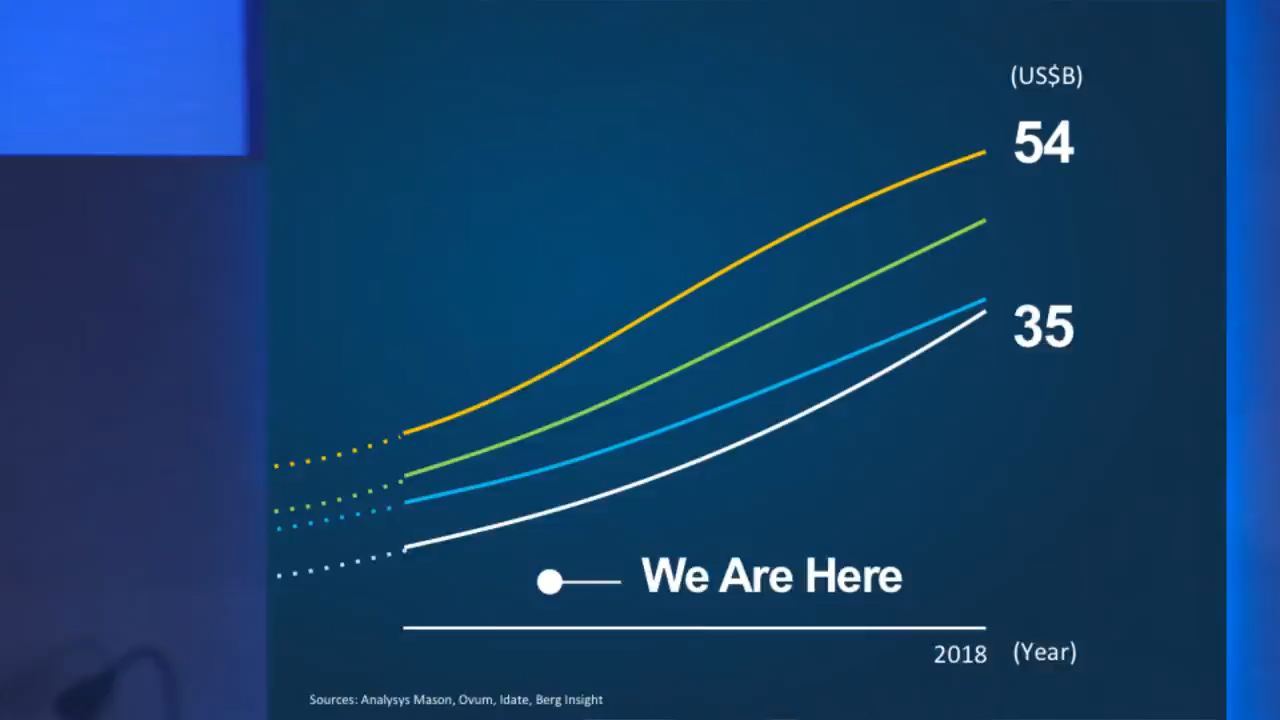 (US$B)
54
35
We Are Here
2018 (Year)
Sources: Analysys Mason, Ovum, Idate, Berg Insight